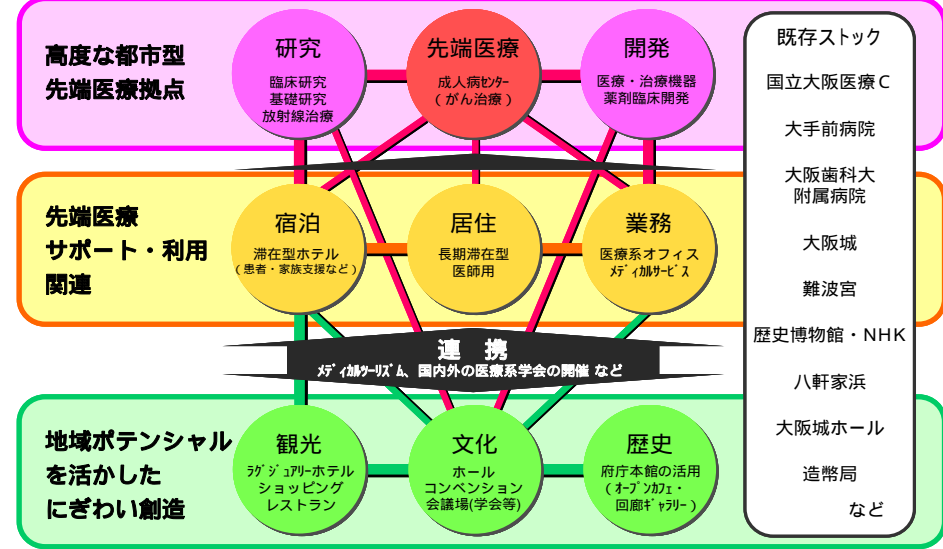 高度な都市型
先端医療拠点
研究
臨床研究
基礎研究
放射線治療
先端医療
成人病ｾﾝﾀｰ
（がん治療）
開発
医療・治療機器
薬剤臨床開発
先端医療
サポート・利用
関連
宿泊
滞在型ホテル
（患者・家族支援など）
居住
長期滞在型
医師用
業務
医療系オフィス
ﾒﾃﾞｨｶﾙｻｰﾋﾞｽ
連　携
ﾒﾃﾞｨｶﾙﾂｰﾘｽﾞﾑ、国内外の医療系学会の開催 など
地域ポテンシャル
を活かした
にぎわい創造
観光
ﾗｸﾞｼﾞｭｱﾘｰホテル
ショッピング
レストラン
文化
ホール
コンベンション
会議場(学会等)
歴史
府庁本館の活用
（ｵｰﾌﾟﾝｶﾌｪ・
回廊ｷﾞｬﾗﾘｰ）
既存ストック
国立大阪医療Ｃ
大手前病院
大阪歯科大
附属病院
大阪城
難波宮
歴史博物館・NHK
八軒家浜
大阪城ホール
造幣局
など